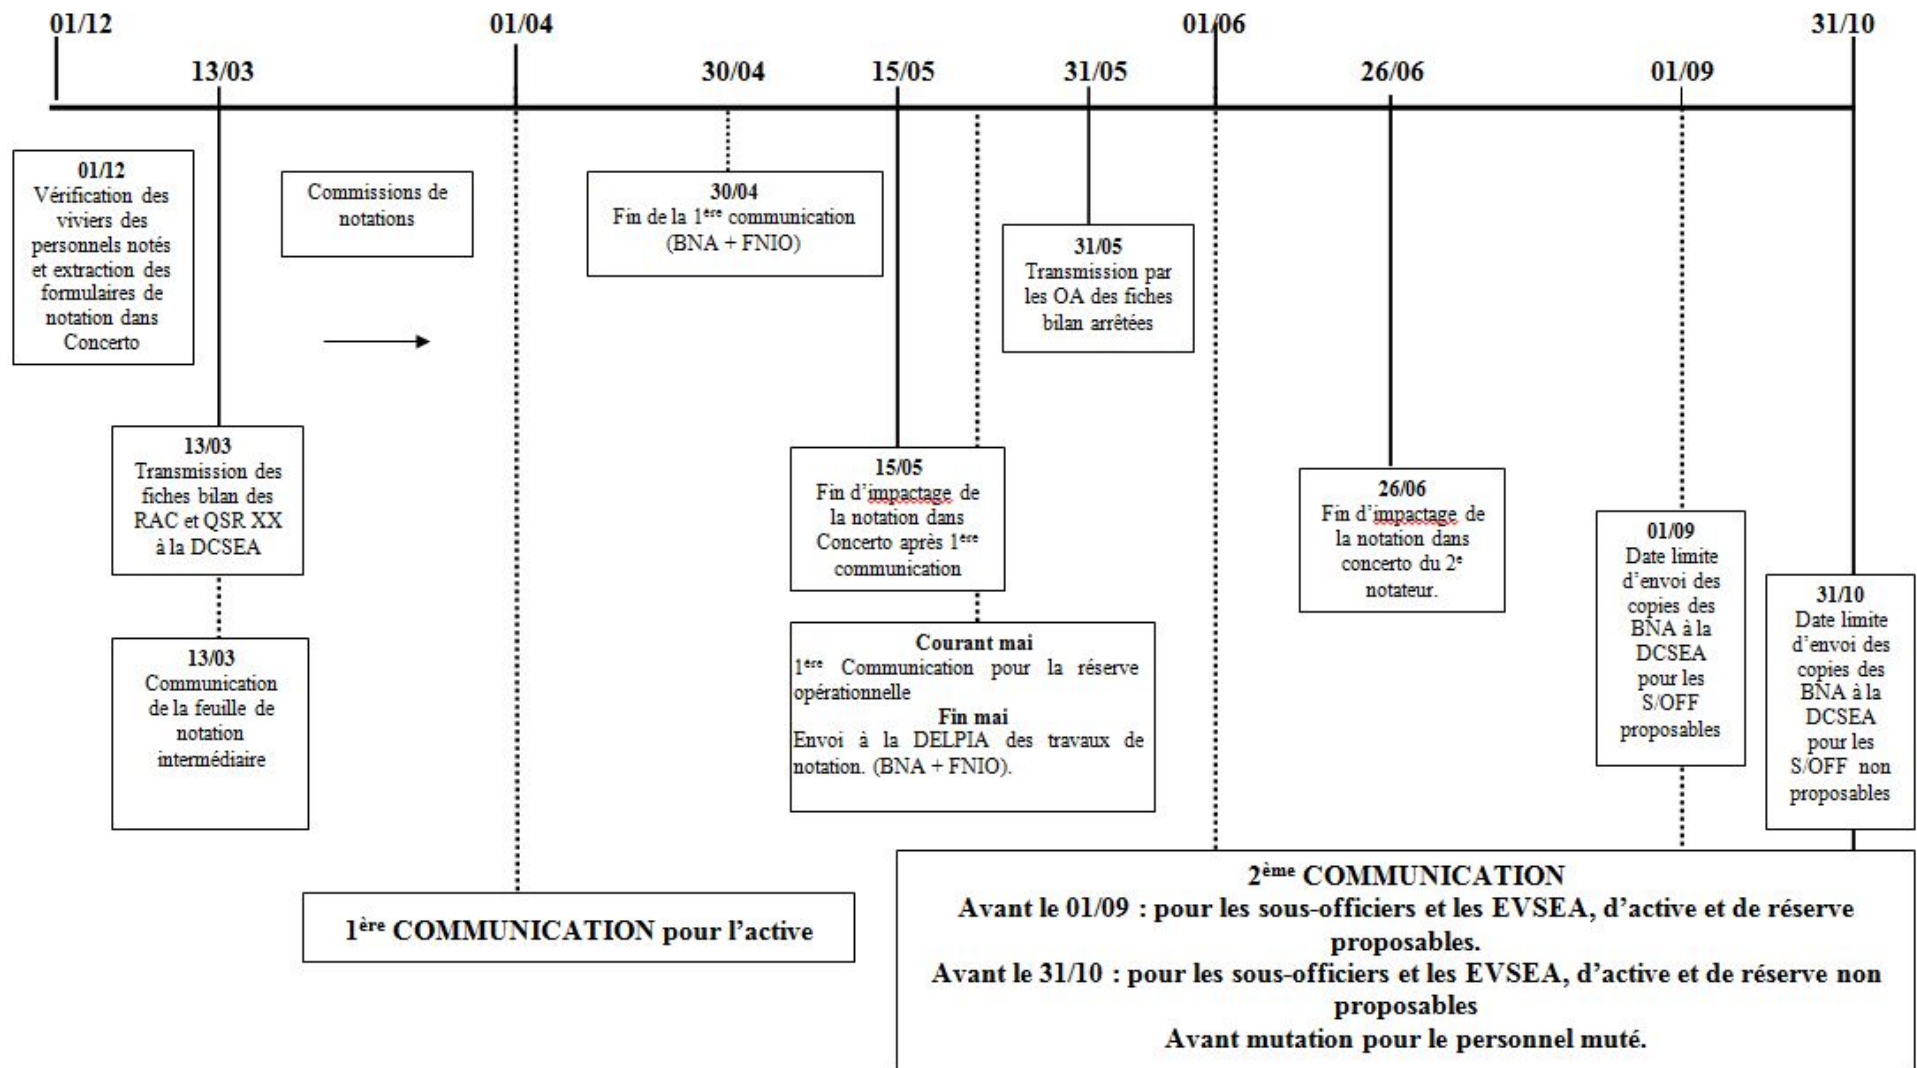 01/12
01/04
01/06
31/10
13/03
30/04
15/05
31/05
26/06
01/09
01/12
Vérification des
viviers des
personnels notés
et extraction des
formulaires de
notation dans
Concerto
Commissions de
notations
30/04
Fin de la 1ère communication
(BNA + FNIO)
31/05
Transmission par
les OA des fiches
bilan arrêtées
13/03
Transmission des
fiches bilan des
RAC et QSR XX
à la DCSEA
15/05
Fin d'impactage de
la notation dans
Concerto après 1ère
communication
26/06
Fin d'impactage de
la notation dans
concerto du 2e
notateur.
01/09
Date limite
d'envoi des
copies des
BNA à la
DCSEA
pour les
S/OFF
proposables
31/10
Date limite
d'envoi des
copies des
BNA à la
DCSEA
pour les
S/OFF non
proposables
13/03
Communication
de la feuille de
notation
intermédiaire
Courant mai
1ère Communication pour la réserve
opérationnelle
Fin mai
Envoi à la DELPIA des travaux de
notation. (BNA + FNIO).
1ère COMMUNICATION pour l'active
2ème COMMUNICATION
Avant le 01/09 : pour les sous-officiers et les EVSEA, d'active et de réserve
proposables.
Avant le 31/10 : pour les sous-officiers et les EVSEA, d'active et de réserve non
proposables
Avant mutation pour le personnel muté.